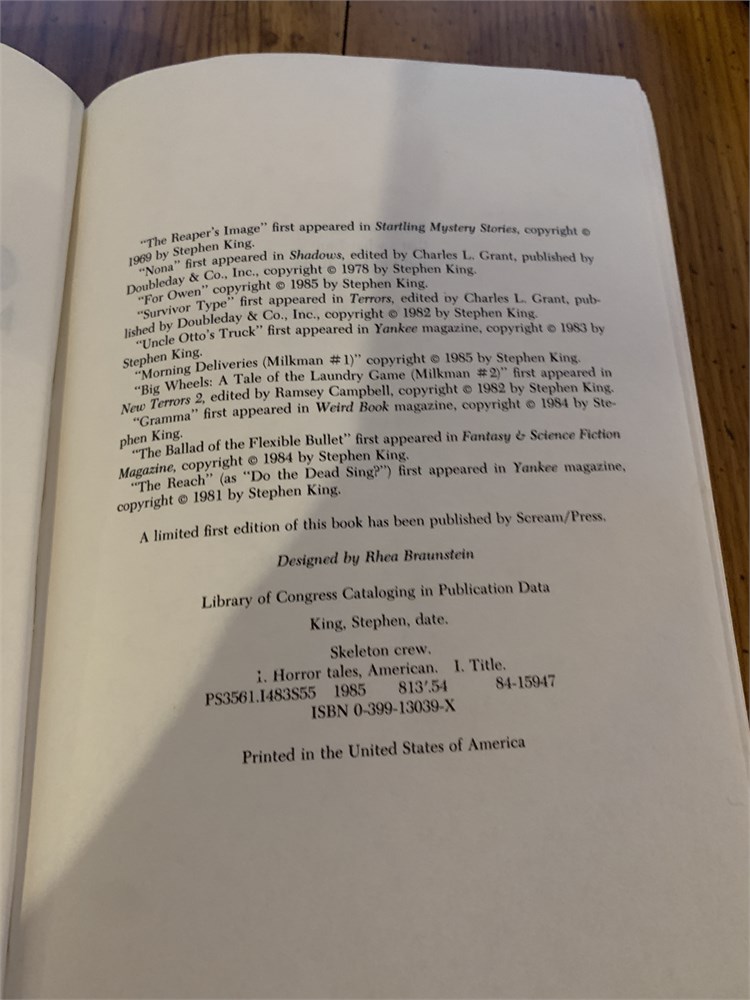 "The Reaper's Image" first appeared in Startling Mystery Stories, copyright ©
1969 by Stephen King.
"Nona" first appeared in Shadows, edited by Charles L. Grant, published by
Doubleday & Co., Inc., copyright © 1978 by Stephen King.
"For Owen" copyright © 1985 by Stephen King.
"Survivor Type" first appeared in Terrors, edited by Charles L. Grant, pub-
lished by Doubleday & Co., Inc., copyright © 1982 by Stephen King.
"Uncle Otto's Truck" first appeared in Yankee magazine, copyright © 1983 by
Stephen King.
"Morning Deliveries (Milkman #1)" copyright © 1985 by Stephen King.
"Big Wheels: A Tale of the Laundry Game (Milkman #2)" first appeared in
New Terrors 2, edited by Ramsey Campbell, copyright © 1982 by Stephen King.
"Gramma" first appeared in Weird Book magazine, copyright © 1984 by Ste-
phen King.
"The Ballad of the Flexible Bullet" first appeared in Fantasy & Science Fiction
Magazine, copyright © 1984 by Stephen King.
"The Reach" (as "Do the Dead Sing?") first appeared in Yankee magazine,
copyright © 1981 by Stephen King.
A limited first edition of this book has been published by Scream/Press.
Designed by Rhea Braunstein
Library of Congress Cataloging in Publication Data
King, Stephen, date.
Skeleton crew.
1. Horror tales, American. I. Title.
PS3561.I483S55 1985 813'.54 84-15947
ISBN 0-399-13039-X
Printed in the United States of America